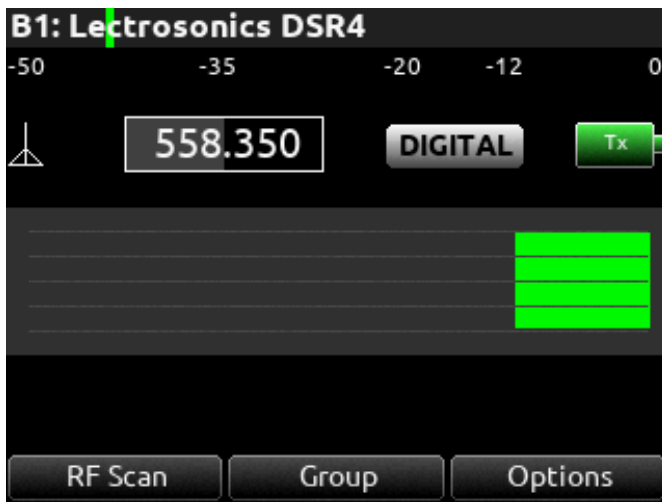 B1: Lectrosonics DSR4
-50 -35 -20 -12 0
558.350 DIGITAL Tx
RF Scan Group Options